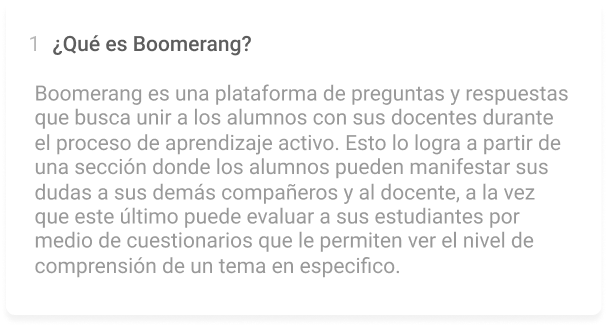 1 ¿Qué es Boomerang?
Boomerang es una plataforma de preguntas y respuestas
que busca unir a los alumnos con sus docentes durante
el proceso de aprendizaje activo. Esto lo logra a partir de
una sección donde los alumnos pueden manifestar sus
dudas a sus demás compañeros y al docente, a la vez
que este último puede evaluar a sus estudiantes por
medio de cuestionarios que le permiten ver el nivel de
comprensión de un tema en especifico.